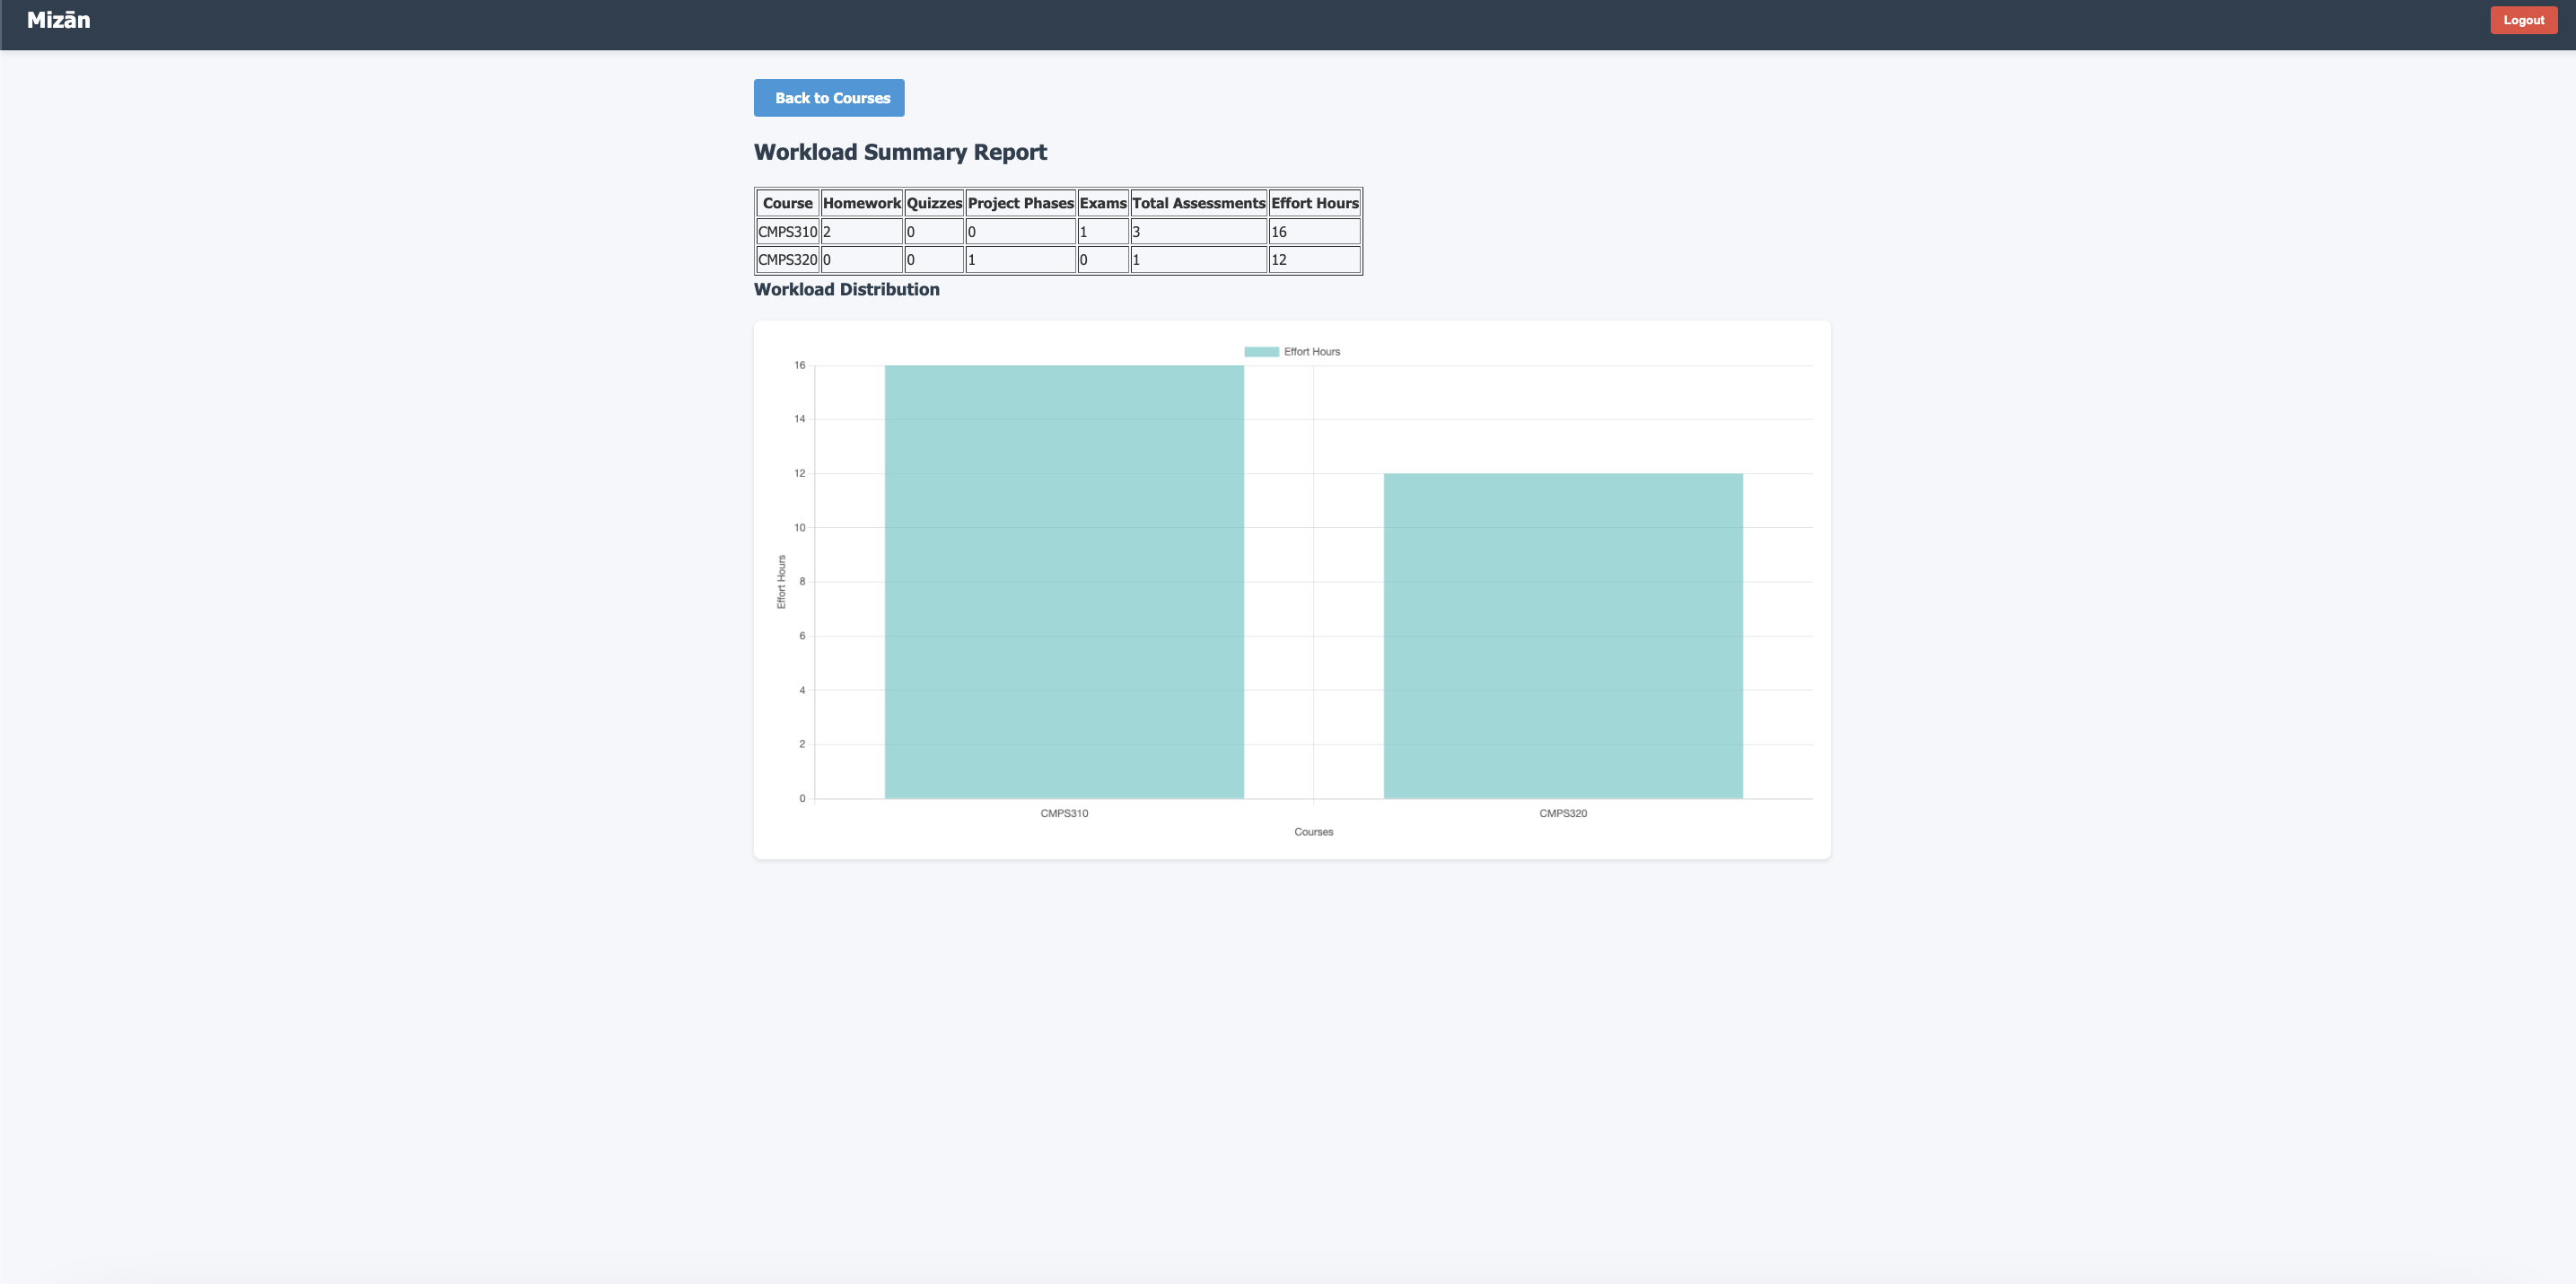 Mizān
Logout
Back to Courses
Workload Summary Report
Course Homework Quizzes Project Phases Exams Total Assessments Effort Hours
CMPS310 2 0 0 1 3 16
CMPS320 0 0 1 0 1 12
Workload Distribution
Effort Hours
16
14
12
10
8
6
4
2
0
Effort Hours
CMPS310 CMPS320
Courses